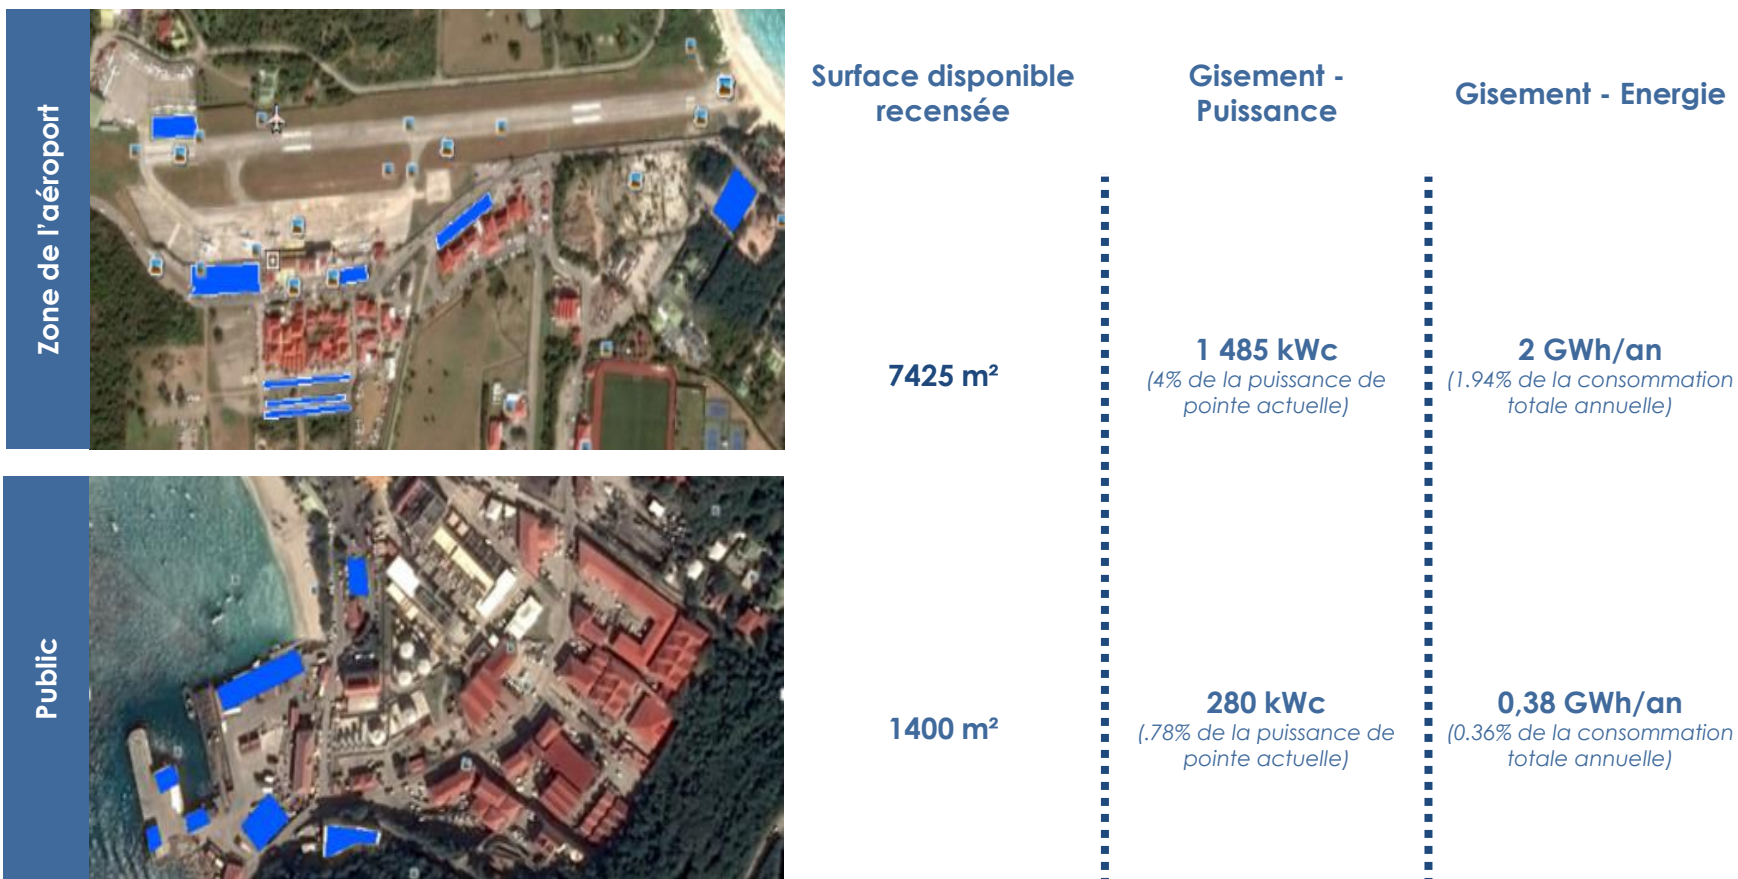 Zone de l'aéroport
Surface disponible
recensée
Gisement -
Puissance
Gisement - Energie
7425 m²
1 485 kWc
(4% de la puissance de
pointe actuelle)
2 GWh/an
(1.94% de la consommation
totale annuelle)
Public
1400 m²
280 kWc
(.78% de la puissance de
pointe actuelle)
0,38 GWh/an
(0.36% de la consommation
totale annuelle)